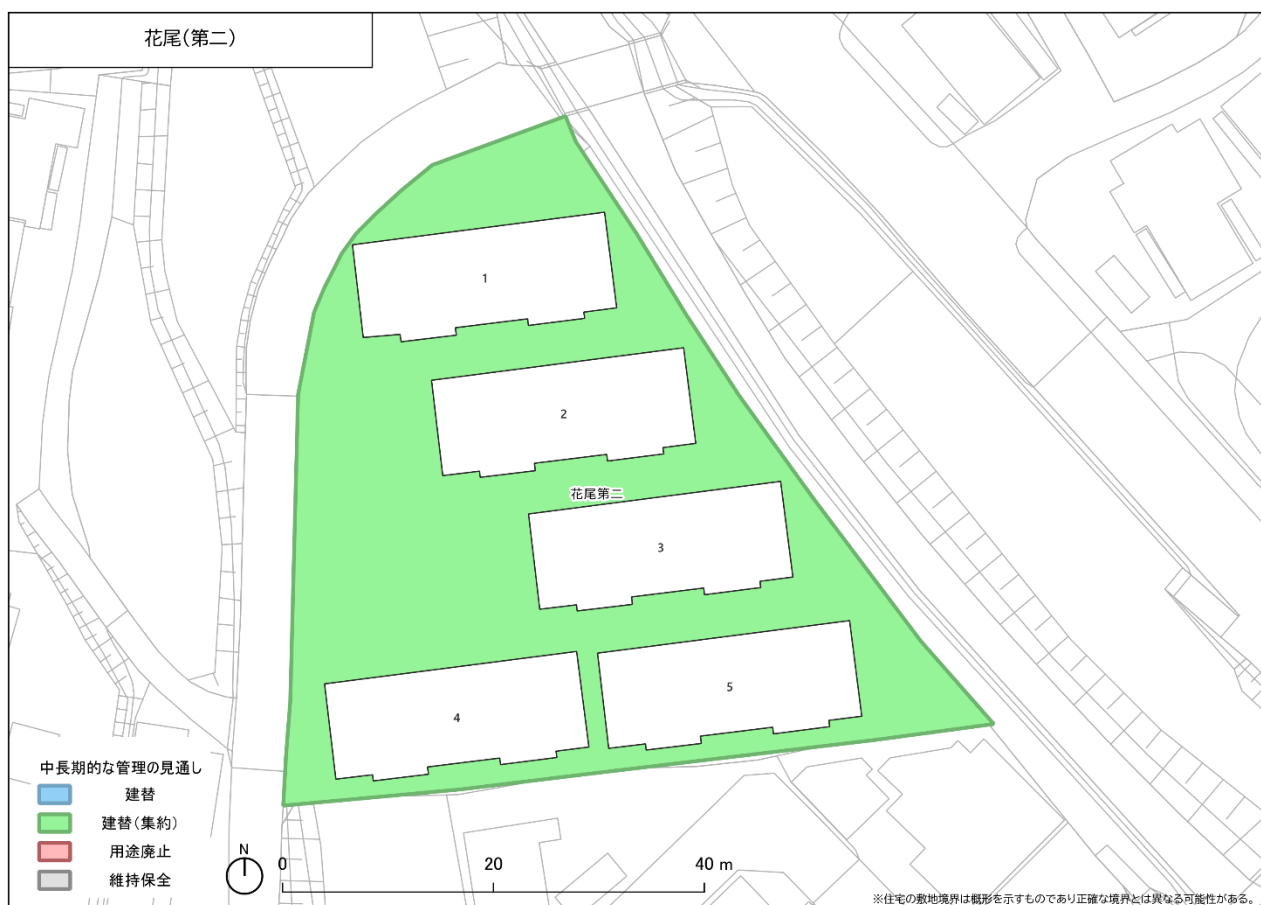 花尾(第二)
1
2
花尾第二
3
4
5
中長期的な管理の見通し
建替
建替(集約)
用途廃止
維持保全
N
0 20 40 m
※住宅の敷地境界は概形を示すものであり正確な境界とは異なる可能性がある。